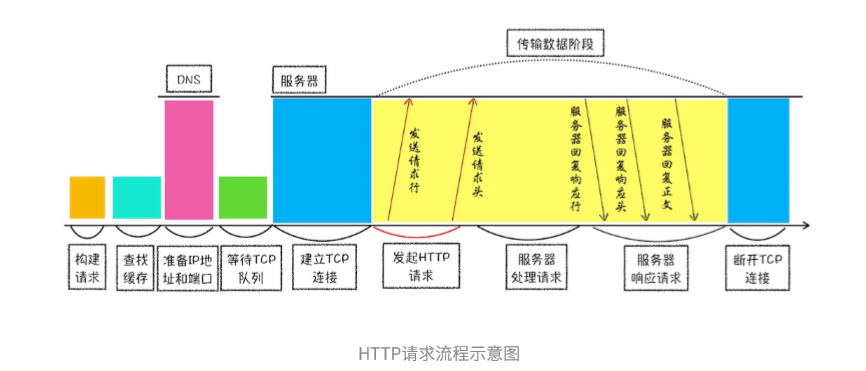 传输数据阶段
DNS
服务器
发送请求行
发送请求头
服务器回复响应行
服务器回复响应头
服务器回复正文
构建
请求
查找
缓存
准备IP地
址和端口
等待TCP
队列
建立TCP
连接
发起HTTP
请求
服务器
处理请求
服务器
响应请求
断开TCP
连接
HTTP请求流程示意图